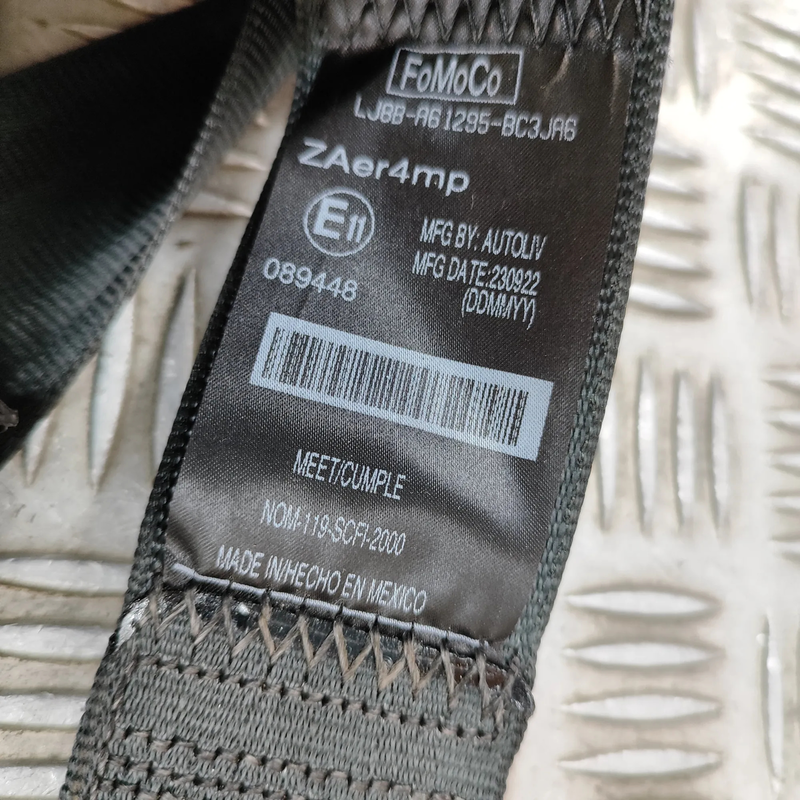 FoMoCo
LJ8B-A61295-BC3JA6
ZAer4mp
E11
089448
MFG BY: AUTOLIV
MFG DATE:230922
(DDMMYY)
MEET/CUMPLE
NOM-119-SCFI-2000
MADE IN/HECHO EN MEXICO